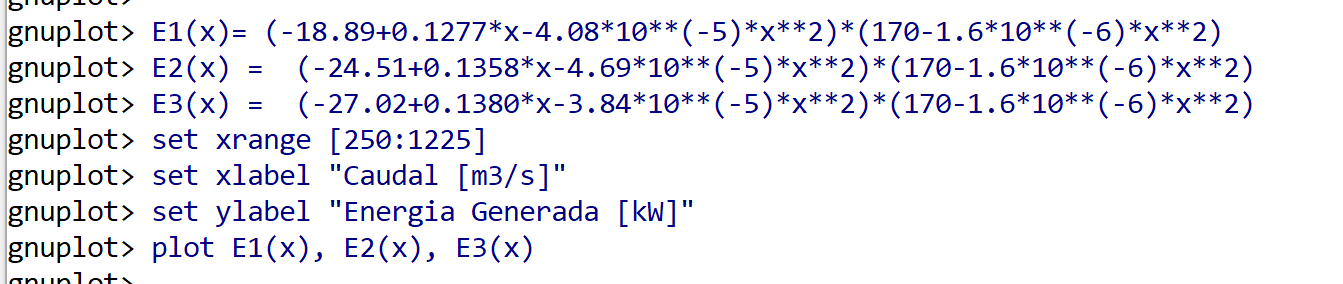 gnuplot>
gnuplot> E1(x)= (-18.89+0.1277*x-4.08*10**(-5)*x**2)*(170-1.6*10**(-6)*x**2)
gnuplot> E2(x) =  (-24.51+0.1358*x-4.69*10**(-5)*x**2)*(170-1.6*10**(-6)*x**2)
gnuplot> E3(x) =  (-27.02+0.1380*x-3.84*10**(-5)*x**2)*(170-1.6*10**(-6)*x**2)
gnuplot> set xrange [250:1225]
gnuplot> set xlabel "Caudal [m3/s]"
gnuplot> set ylabel "Energia Generada [kW]"
gnuplot> plot E1(x), E2(x), E3(x)
gnuplot>